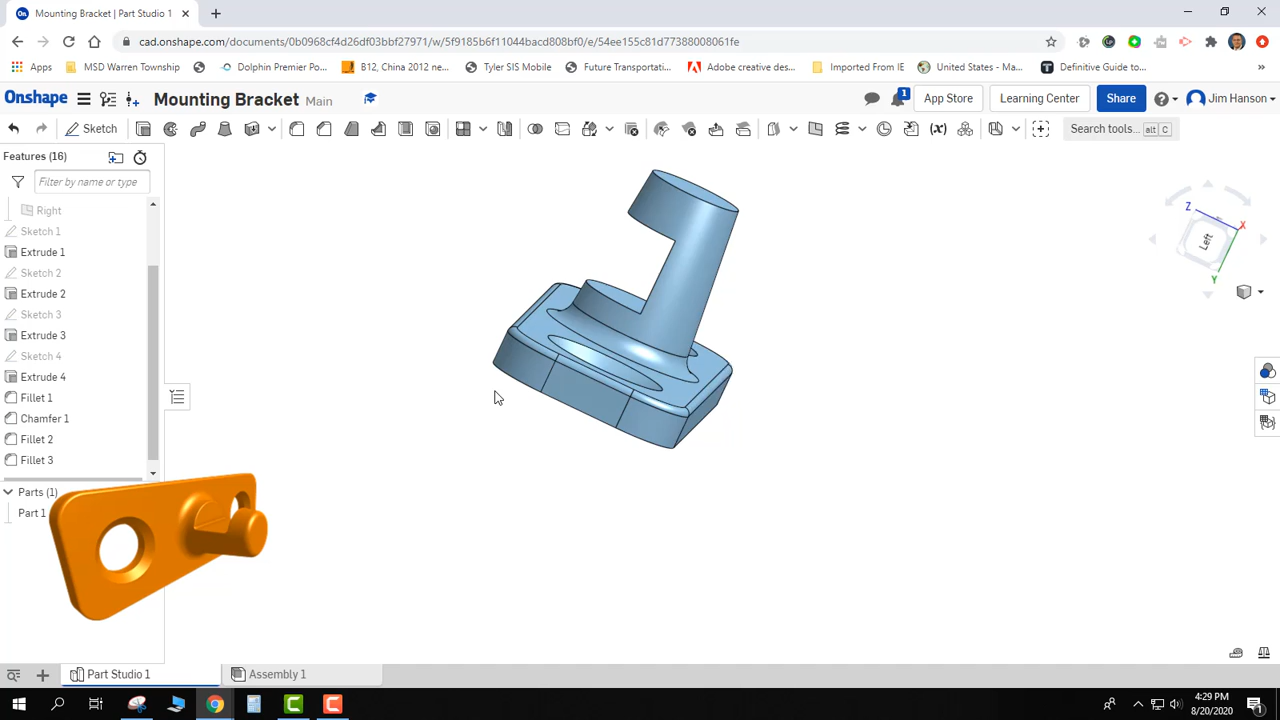 Mounting Bracket | Part Studio 1
cad.onshape.com/documents/0b0968cf4d26df03bbf27971/w/5f9185b6f11044bacd808bf0/e/54ee155c81d77388008061fe
Apps MSD Warren Township Dolphin Premier Po... B12, China 2012 ne... Tyler SIS Mobile Future Transportati... Adobe creative des... Imported From IE United States - Ma... Definitive Guide to...
On Onshape Mounting Bracket Main 1 App Store Learning Center Share Jim Hanson
Sketch (x) Search tools... alt C
Features (16)
Filter by name or type
Right
Sketch 1
Extrude 1
Sketch 2
Extrude 2
Sketch 3
Extrude 3
Sketch 4
Extrude 4
Fillet 1
Chamfer 1
Fillet 2
Fillet 3
Parts (1)
Part 1
Z X
Left
Y
Part Studio 1 Assembly 1
4:29 PM
8/20/2020 1